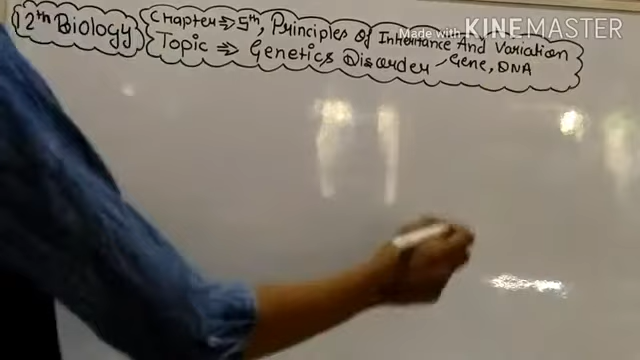 12th Biology
Chapter ⇒ 5th, Principles Of Inheritance And Variation
Topic ⇒ Genetics Disorder - Gene, DNA
Made with KINEMASTER